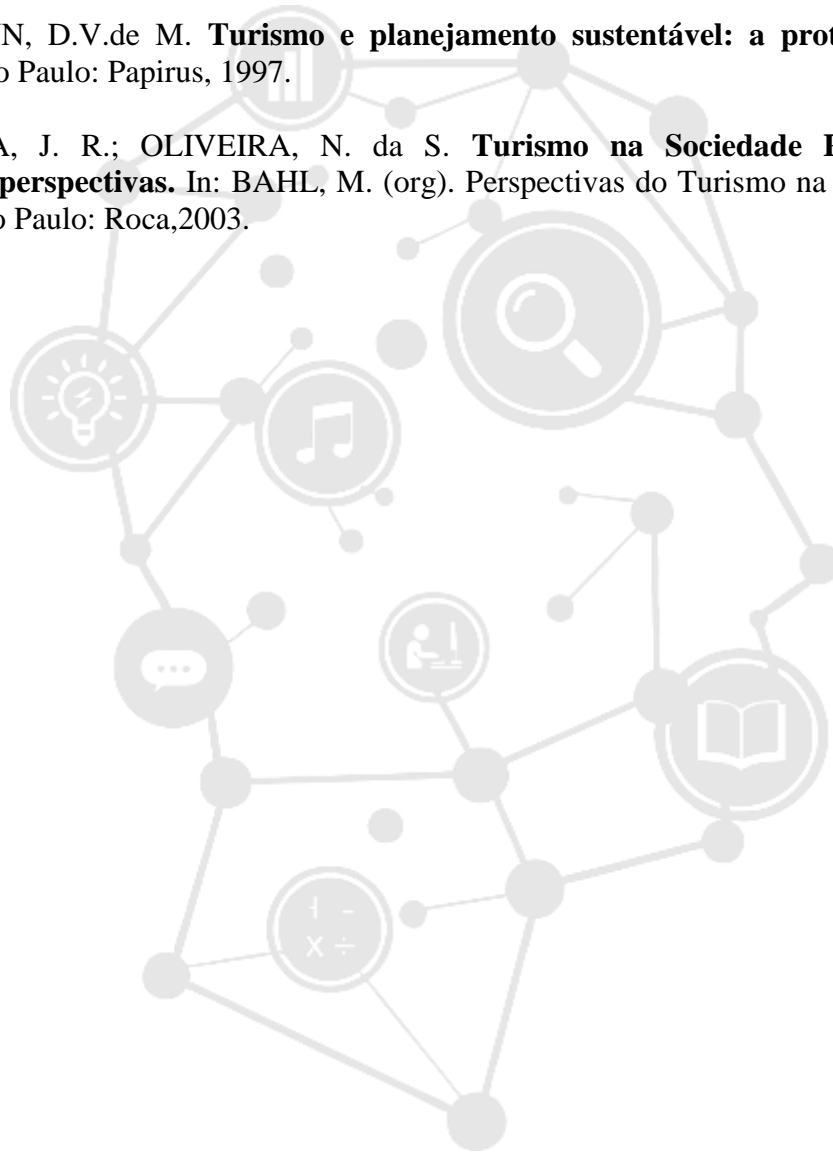 N, D.V.de M. Turismo e planejamento sustentável: a prot
o Paulo: Papirus, 1997.
A, J. R.; OLIVEIRA, N. da S. Turismo na Sociedade
perspectivas. In: BAHL, M. (org). Perspectivas do Turismo na
o Paulo: Roca,2003.
+ -
x ÷